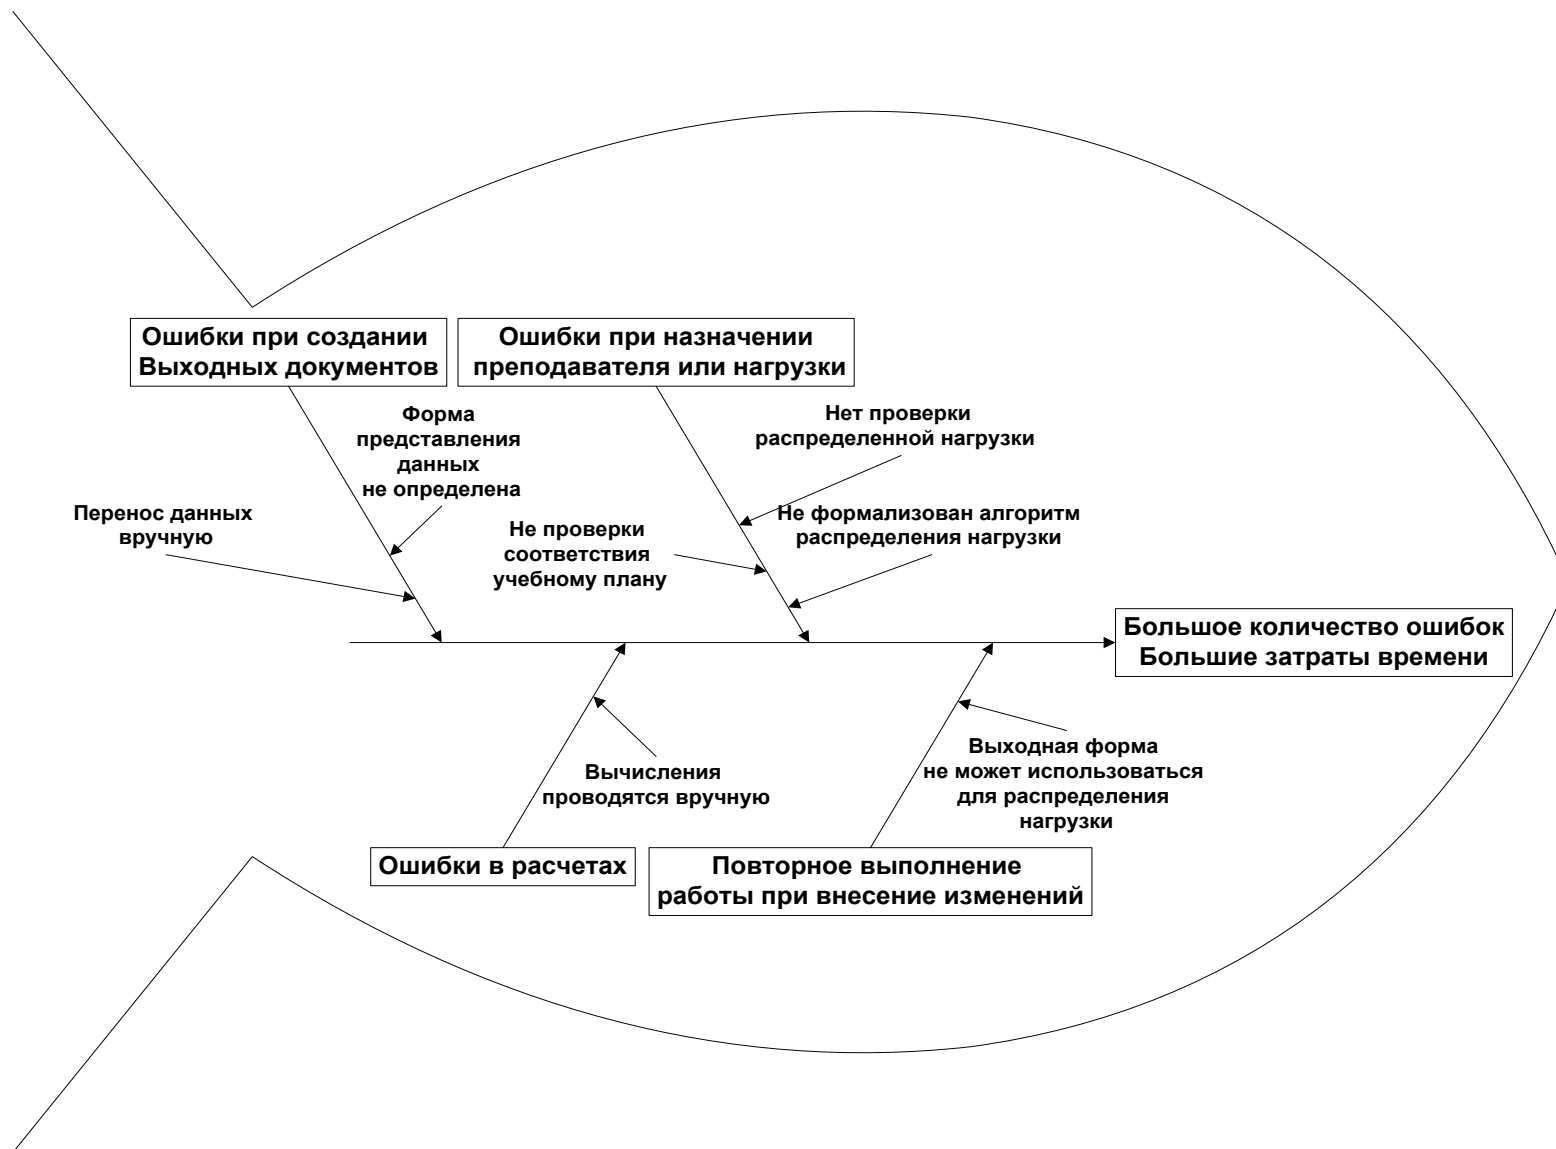 Ошибки при создании
Выходных документов
Ошибки при назначении
преподавателя или нагрузки
Форма
представления
данных
не определена
Нет проверки
распределенной нагрузки
Перенос данных
вручную
Не проверки
соответствия
учебному плану
Не формализован алгоритм
распределения нагрузки
Большое количество ошибок
Большие затраты времени
Вычисления
проводятся вручную
Выходная форма
не может использоваться
для распределения
нагрузки
Ошибки в расчетах
Повторное выполнение
работы при внесение изменений